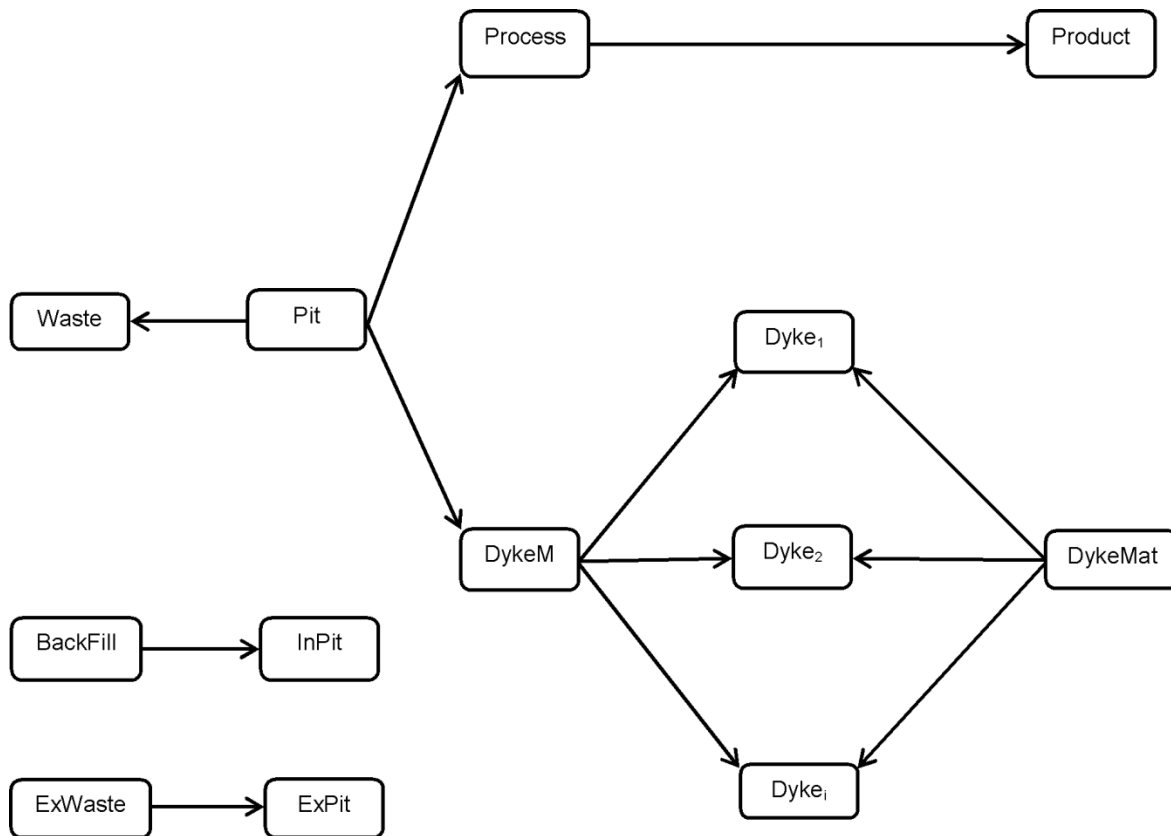 Process
Product
Waste
Pit
Dyke₁
DykeM
Dyke₂
DykeMat
BackFill
InPit
ExWaste
ExPit
Dykeᵢ